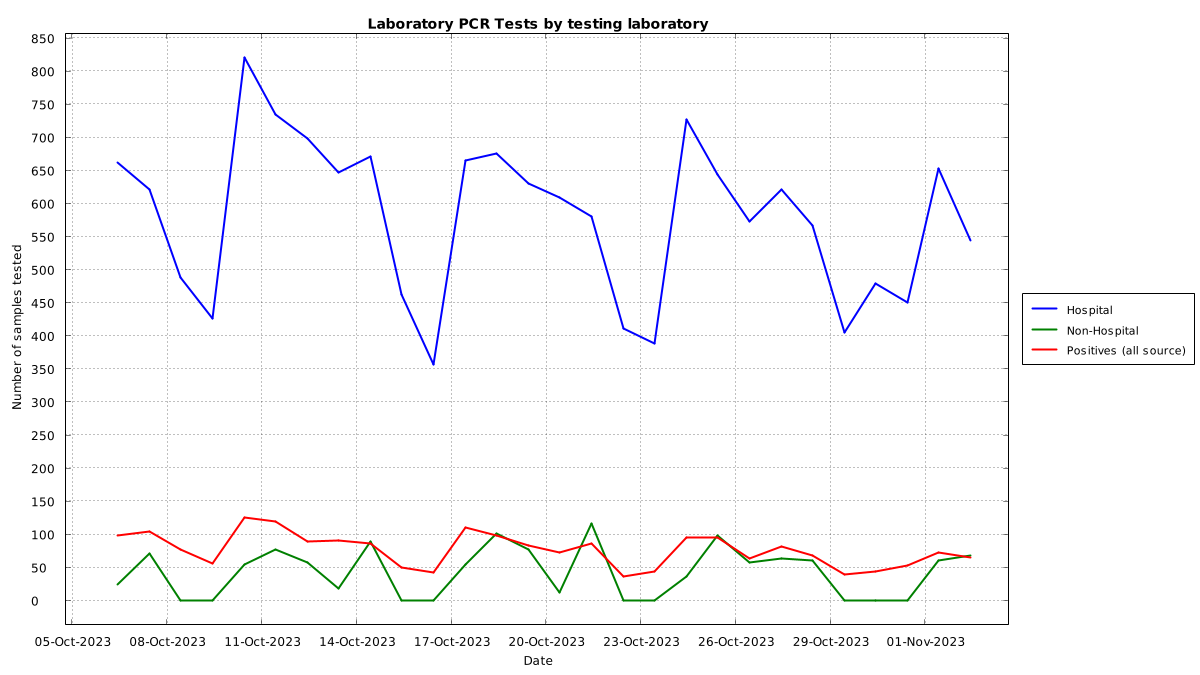 Laboratory PCR Tests by testing laboratory
850
800
750
700
650
600
550
500
450
400
350
300
250
200
150
100
50
0
Number of samples tested
05-Oct-2023 08-Oct-2023 11-Oct-2023 14-Oct-2023 17-Oct-2023 20-Oct-2023 23-Oct-2023 26-Oct-2023 29-Oct-2023 01-Nov-2023
Date
Hospital
Non-Hospital
Positives (all source)